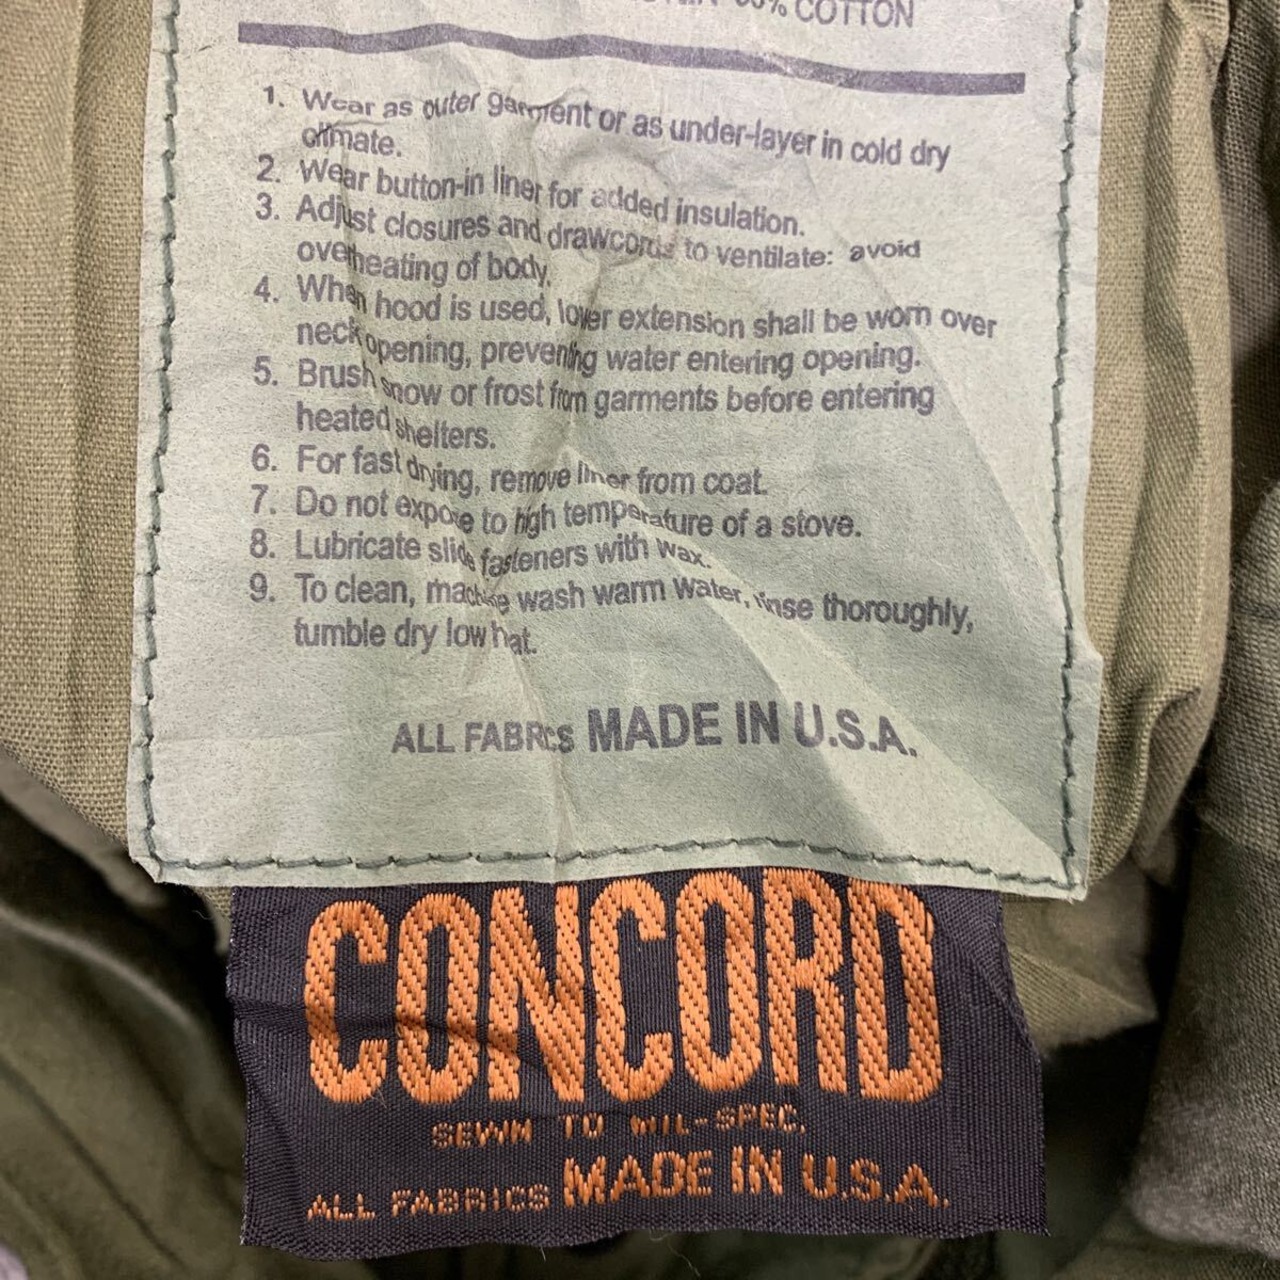 % COTTON
1. Wear as outer garment or as under-layer in cold dry
climate.
2. Wear button-in liner for added insulation.
3. Adjust closures and drawcords to ventilate: avoid
overheating of body.
4. When hood is used, lower extension shall be worn over
neck opening, preventing water entering opening.
5. Brush snow or frost from garments before entering
heated shelters.
6. For fast drying, remove liner from coat.
7. Do not expose to high temperature of a stove.
8. Lubricate slide fasteners with wax.
9. To clean, machine wash warm water, rinse thoroughly,
tumble dry low hat.
ALL FABRICS MADE IN U.S.A.
CONCORD
SEWN TO MIL-SPEC.
ALL FABRICS MADE IN U.S.A.